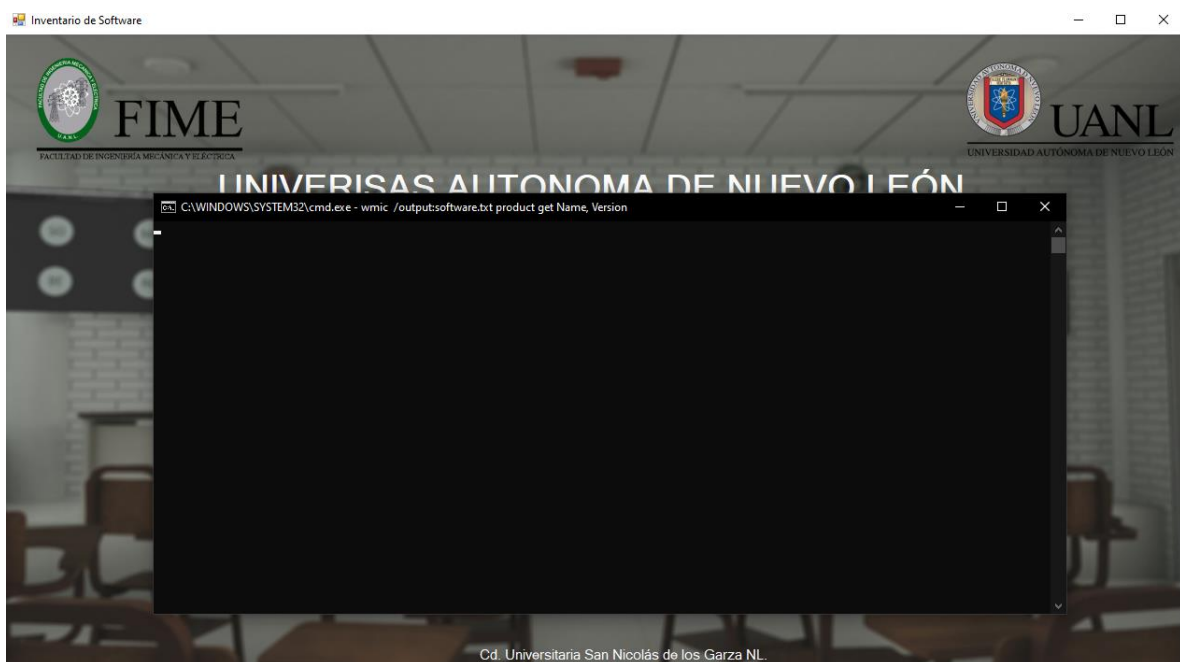 Inventario de Software
FIME
FACULTAD DE INGENIERÍA MECÁNICA Y ELÉCTRICA
UANL
UNIVERSIDAD AUTÓNOMA DE NUEVO LEÓN
UNIVERISAS AUTONOMA DE NUEVO LEÓN
C:\WINDOWS\SYSTEM32\cmd.exe - wmic /output:software.txt product get Name, Version
Cd. Universitaria San Nicolás de los Garza NL.